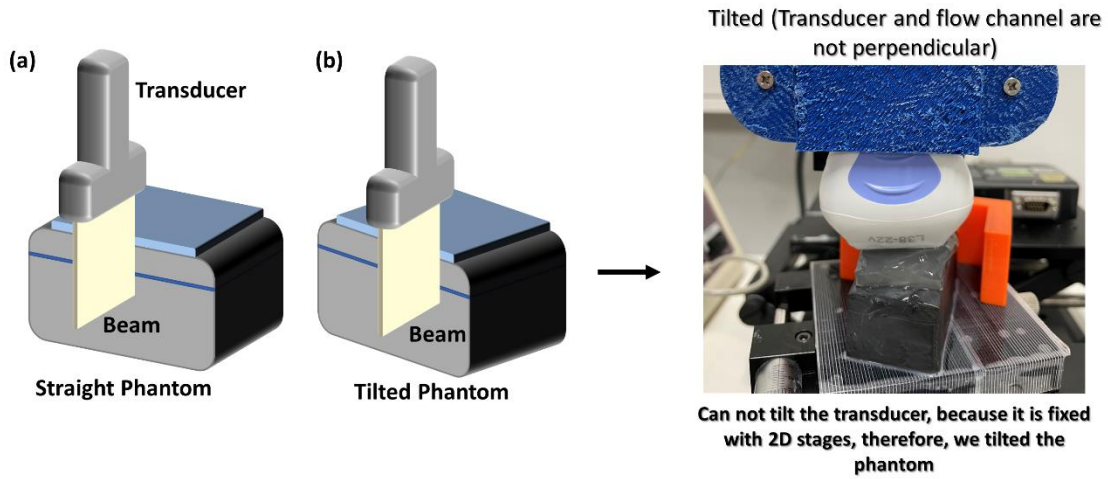 (a)
Transducer
Beam
Straight Phantom
(b)
Beam
Tilted Phantom
Tilted (Transducer and flow channel are
not perpendicular)
L38-22v
Can not tilt the transducer, because it is fixed
with 2D stages, therefore, we tilted the
phantom